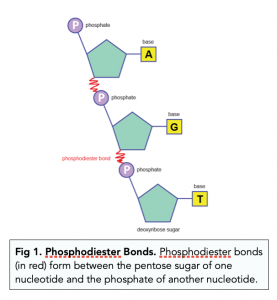 P phosphate
base
A
P phosphate
base
G
phosphodiester bond
P phosphate
base
T
deoxyribose sugar
Fig 1. Phosphodiester Bonds. Phosphodiester bonds
(in red) form between the pentose sugar of one
nucleotide and the phosphate of another nucleotide.